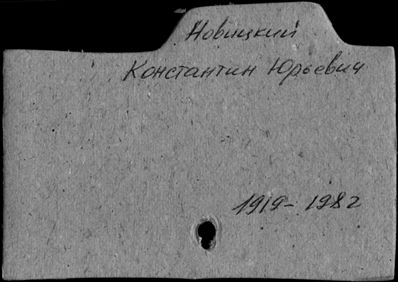 Новицкий
Константин Юрьевич
1919-1982